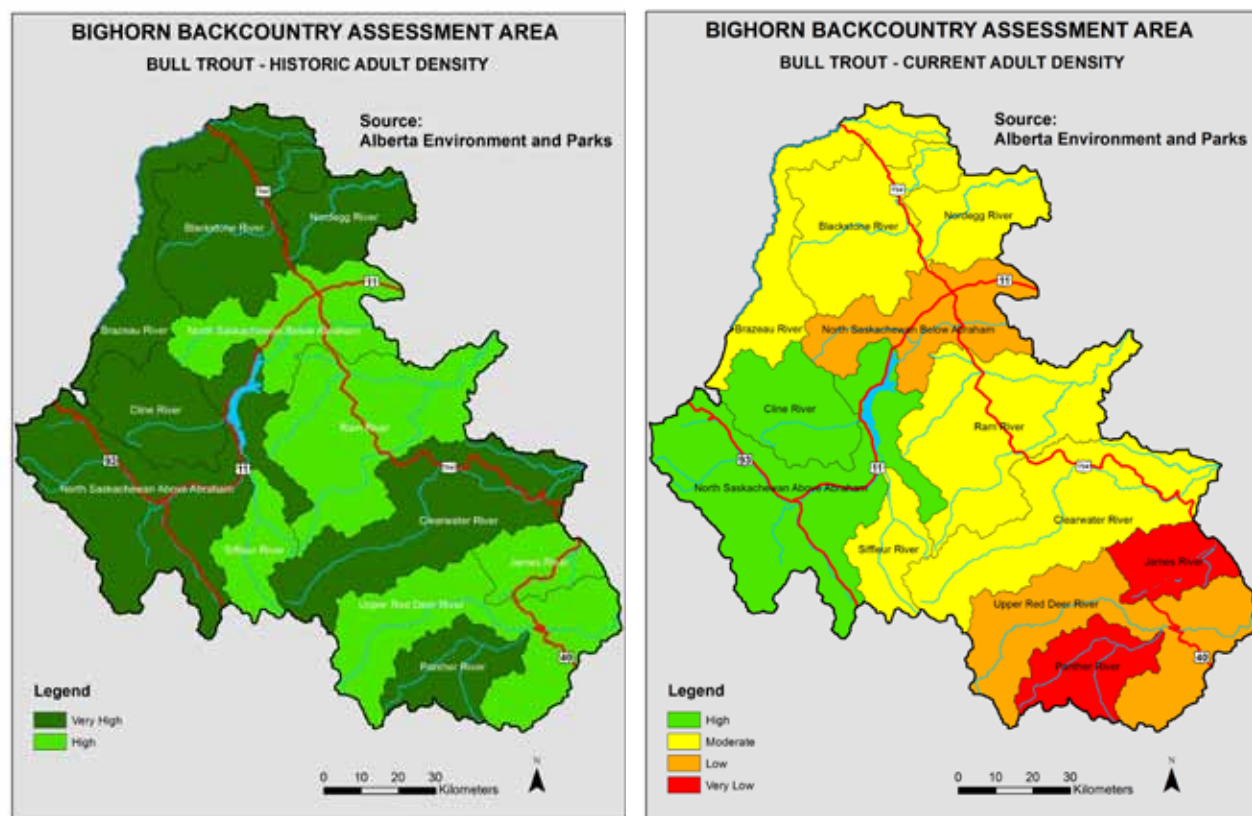 BIGHORN BACKCOUNTRY ASSESSMENT AREA
BULL TROUT - HISTORIC ADULT DENSITY
Source:
Alberta Environment and Parks
734
Nordegg River
Blackstone River
11
Brazeau River
North Saskachewan Below Abraham
Cline River
Ram River
93
11
734
North Saskachewan Above Abraham
Clearwater River
Siffleur River
James River
Upper Red Deer River
Panther River
40
Legend
Very High
High
N
0 10 20 30
Kilometers
BIGHORN BACKCOUNTRY ASSESSMENT AREA
BULL TROUT - CURRENT ADULT DENSITY
Source:
Alberta Environment and Parks
734
Nordegg River
Blackstone River
11
Brazeau River
North Saskachewan Below Abraham
Cline River
Ram River
93
11
734
North Saskachewan Above Abraham
Clearwater River
Siffleur River
James River
Upper Red Deer River
Panther River
40
Legend
High
Moderate
Low
Very Low
N
0 10 20 30
Kilometers